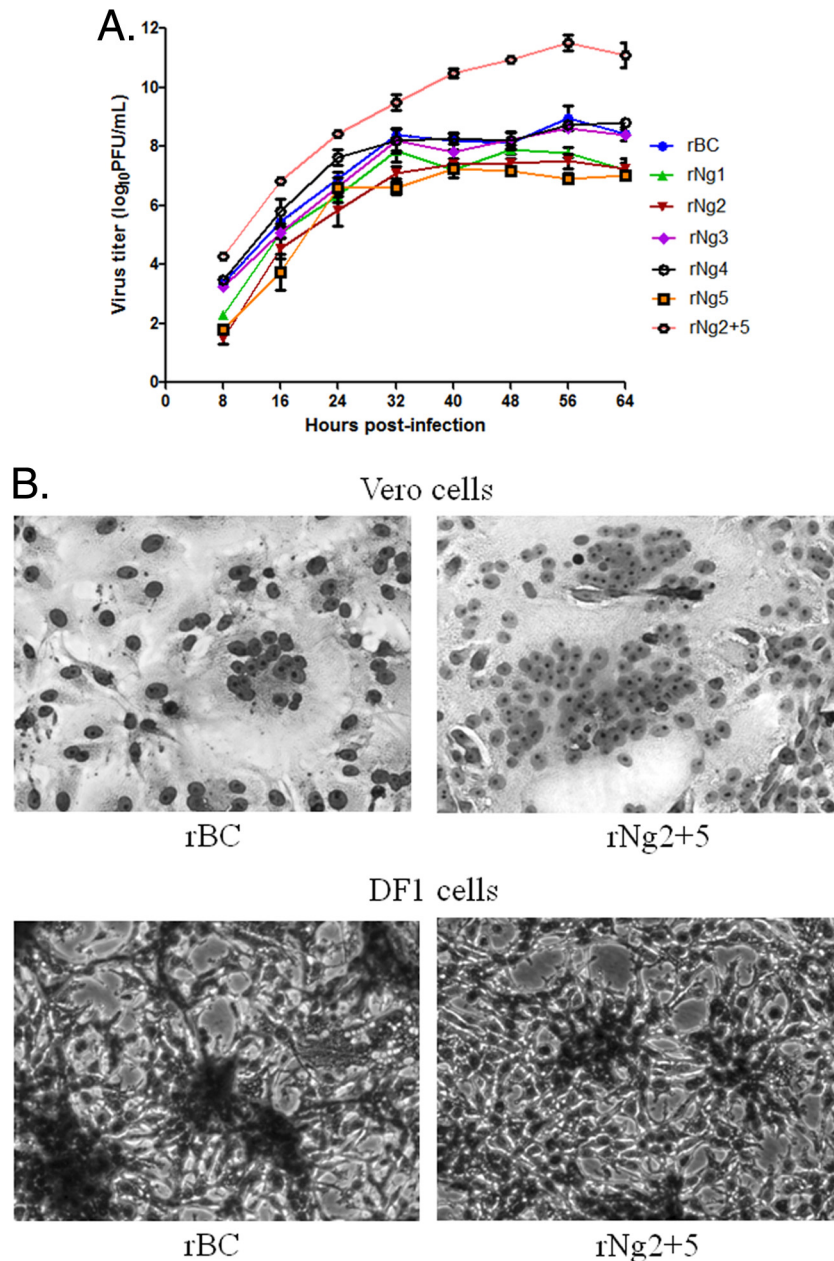 A.
Virus titer (log₁₀PFU/mL)
12
10
8
6
4
2
0
0 8 16 24 32 40 48 56 64
Hours post-infection
rBC
rNg1
rNg2
rNg3
rNg4
rNg5
rNg2+5
B.
Vero cells
rBC rNg2+5
DF1 cells
rBC rNg2+5